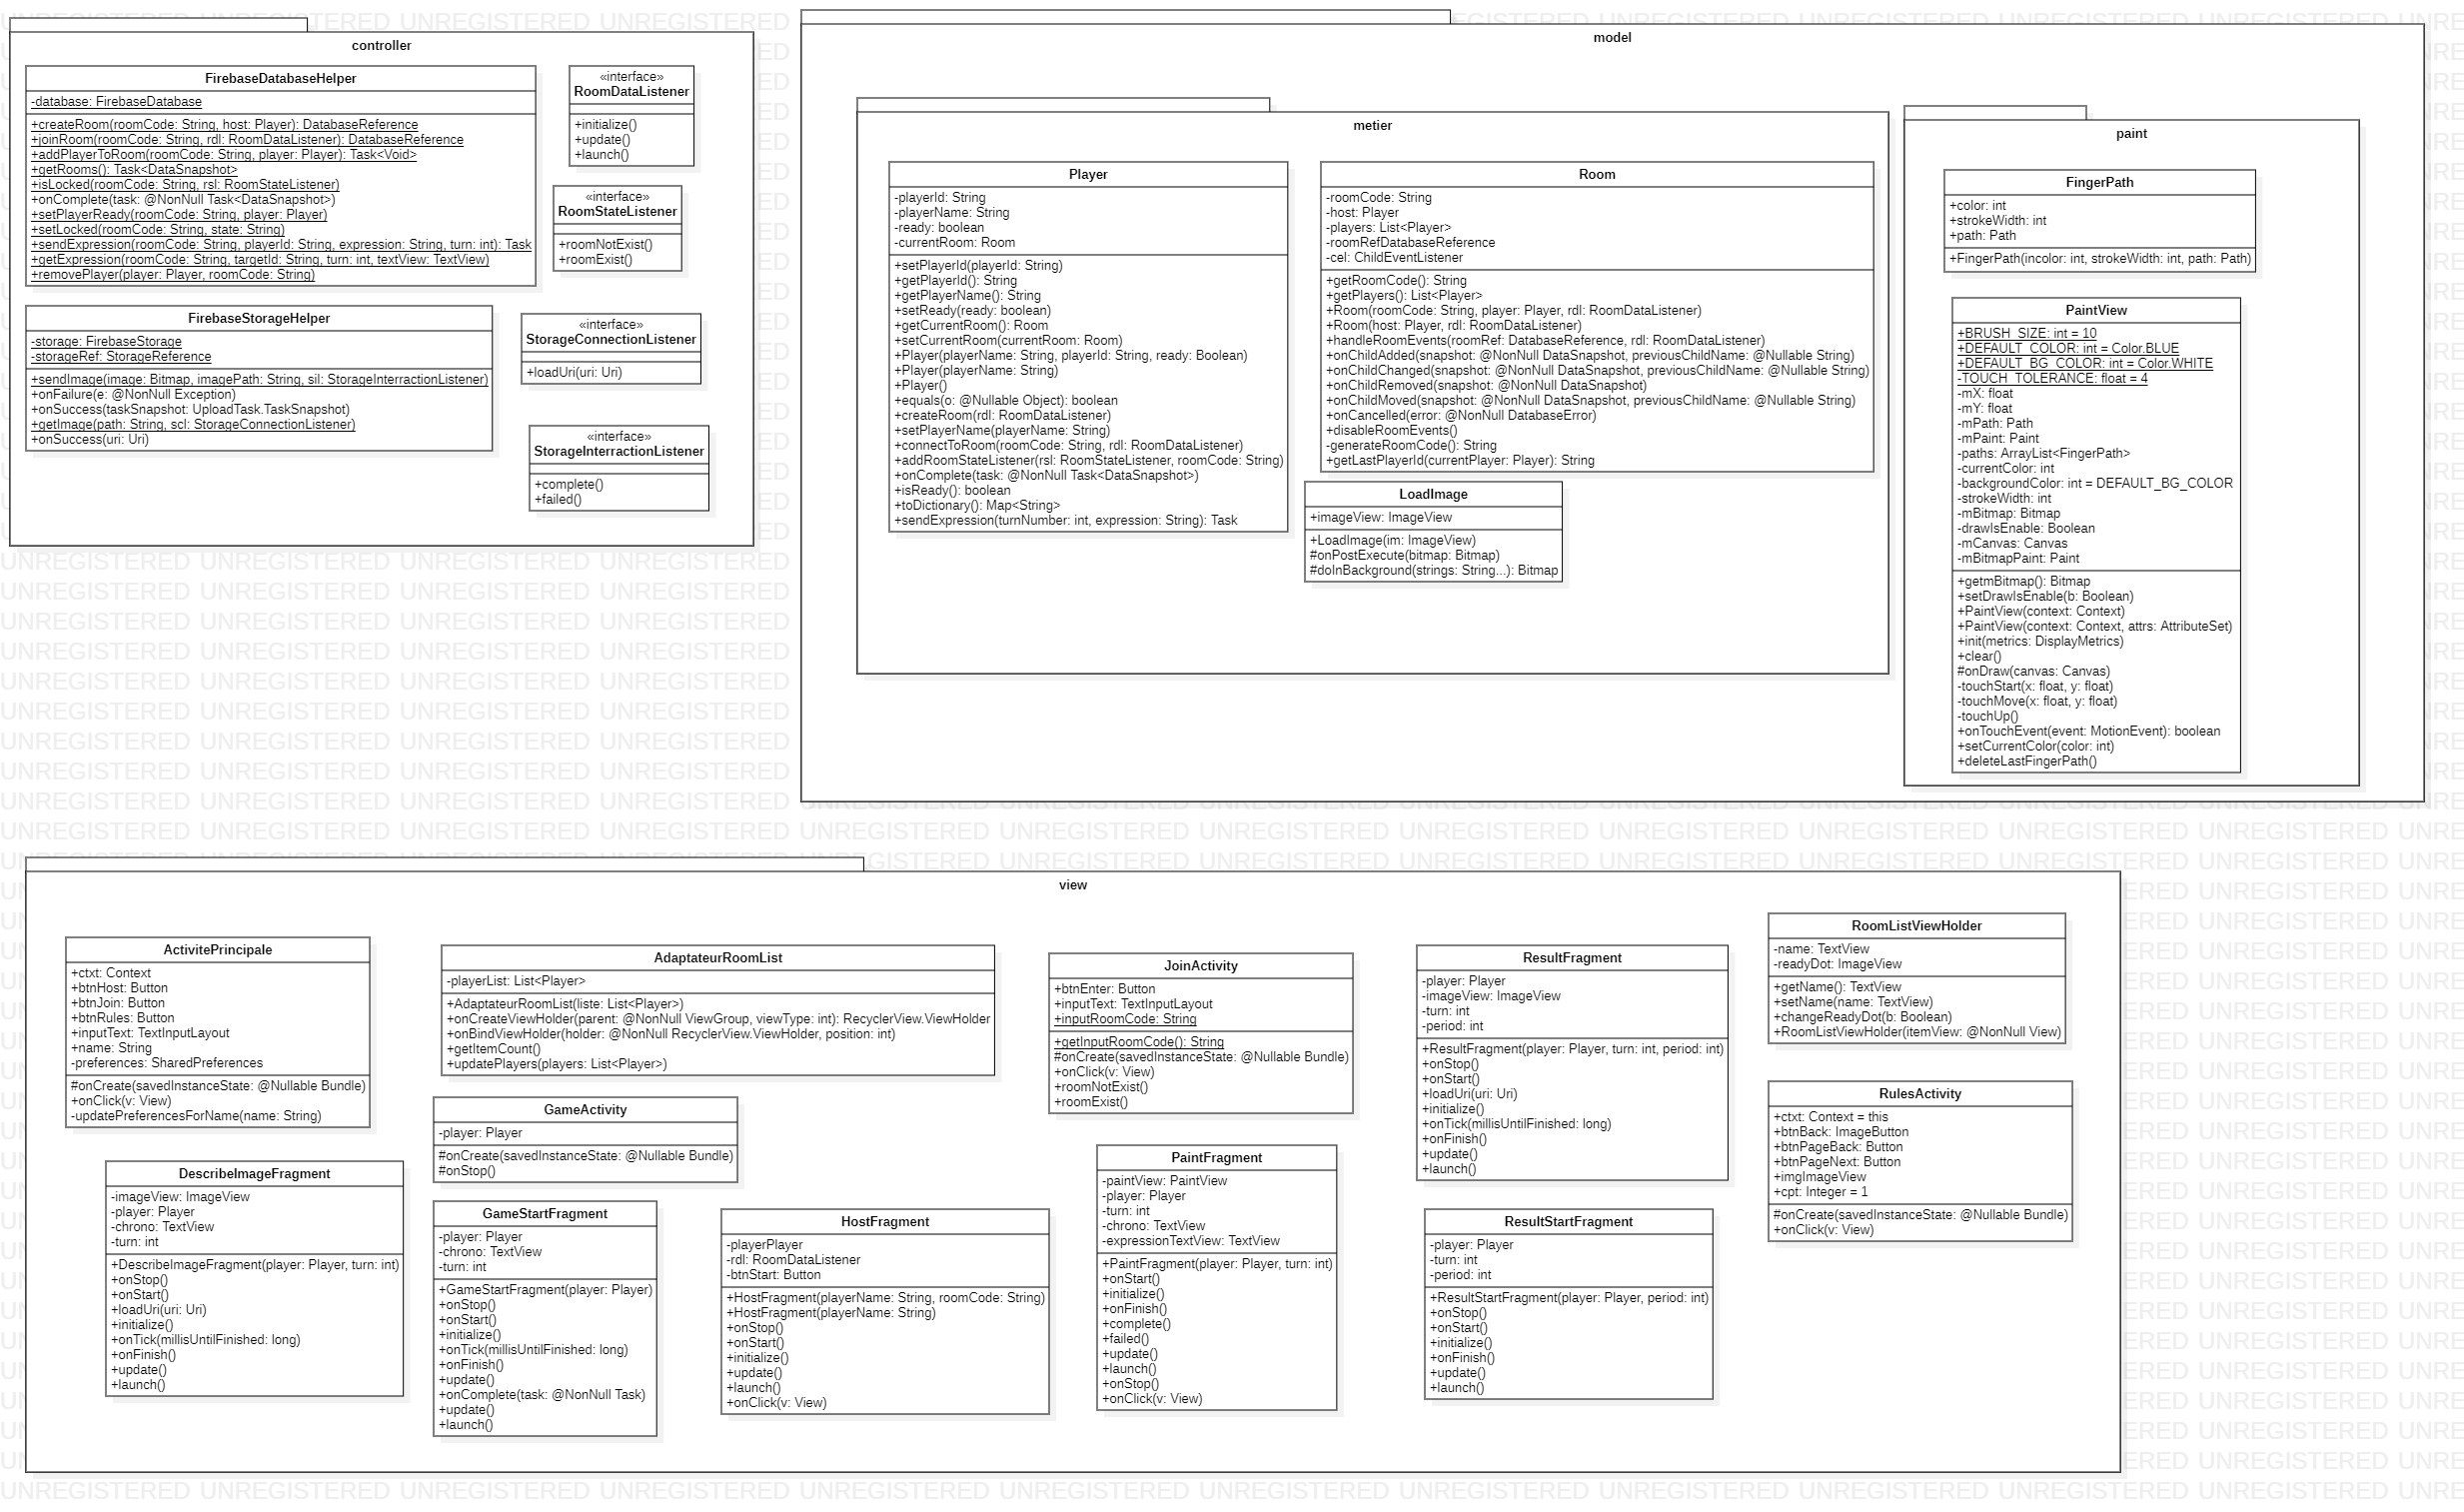 controller
FirebaseDatabaseHelper
-database: FirebaseDatabase
+createRoom(roomCode: String, host: Player): DatabaseReference
+joinRoom(roomCode: String, rdl: RoomDataListener): DatabaseReference
+addPlayerToRoom(roomCode: String, player: Player): Task<Void>
+getRooms(): Task<DataSnapshot>
+isLocked(roomCode: String, rsl: RoomStateListener)
+onComplete(task: @NonNull Task<DataSnapshot>)
+setPlayerReady(roomCode: String, player: Player)
+setLocked(roomCode: String, state: String)
+sendExpression(roomCode: String, playerId: String, expression: String, turn: int): Task
+getExpression(roomCode: String, targetId: String, turn: int, textView: TextView)
+removePlayer(player: Player, roomCode: String)
«interface»
RoomDataListener
+initialize()
+update()
+launch()
«interface»
RoomStateListener
+roomNotExist()
+roomExist()
FirebaseStorageHelper
-storage: FirebaseStorage
-storageRef: StorageReference
+sendImage(image: Bitmap, imagePath: String, sil: StorageInterractionListener)
+onFailure(e: @NonNull Exception)
+onSuccess(taskSnapshot: UploadTask.TaskSnapshot)
+getImage(path: String, scl: StorageConnectionListener)
+onSuccess(uri: Uri)
«interface»
StorageConnectionListener
+loadUri(uri: Uri)
«interface»
StorageInterractionListener
+complete()
+failed()
model
metier
Player
-playerId: String
-playerName: String
-ready: boolean
-currentRoom: Room
+setPlayerId(playerId: String)
+getPlayerId(): String
+getPlayerName(): String
+setReady(ready: boolean)
+getCurrentRoom(): Room
+setCurrentRoom(currentRoom: Room)
+Player(playerName: String, playerId: String, ready: Boolean)
+Player(playerName: String)
+Player()
+equals(o: @Nullable Object): boolean
+createRoom(rdl: RoomDataListener)
+setPlayerName(playerName: String)
+connectToRoom(roomCode: String, rdl: RoomDataListener)
+addRoomStateListener(rsl: RoomStateListener, roomCode: String)
+onComplete(task: @NonNull Task<DataSnapshot>)
+isReady(): boolean
+toDictionary(): Map<String>
+sendExpression(turnNumber: int, expression: String): Task
Room
-roomCode: String
-host: Player
-players: List<Player>
-roomRefDatabaseReference
-cel: ChildEventListener
+getRoomCode(): String
+getPlayers(): List<Player>
+Room(roomCode: String, player: Player, rdl: RoomDataListener)
+Room(host: Player, rdl: RoomDataListener)
+handleRoomEvents(roomRef: DatabaseReference, rdl: RoomDataListener)
+onChildAdded(snapshot: @NonNull DataSnapshot, previousChildName: @Nullable String)
+onChildChanged(snapshot: @NonNull DataSnapshot, previousChildName: @Nullable String)
+onChildRemoved(snapshot: @NonNull DataSnapshot)
+onChildMoved(snapshot: @NonNull DataSnapshot, previousChildName: @Nullable String)
+onCancelled(error: @NonNull DatabaseError)
+disableRoomEvents()
-generateRoomCode(): String
+getLastPlayerId(currentPlayer: Player): String
LoadImage
+imageView: ImageView
+LoadImage(im: ImageView)
#onPostExecute(bitmap: Bitmap)
#doInBackground(strings: String...): Bitmap
paint
FingerPath
+color: int
+strokeWidth: int
+path: Path
+FingerPath(incolor: int, strokeWidth: int, path: Path)
PaintView
+BRUSH_SIZE: int = 10
+DEFAULT_COLOR: int = Color.BLUE
+DEFAULT_BG_COLOR: int = Color.WHITE
-TOUCH_TOLERANCE: float = 4
-mX: float
-mY: float
-mPath: Path
-mPaint: Paint
-paths: ArrayList<FingerPath>
-currentColor: int
-backgroundColor: int = DEFAULT_BG_COLOR
-strokeWidth: int
-mBitmap: Bitmap
-drawIsEnable: Boolean
-mCanvas: Canvas
-mBitmapPaint: Paint
+getmBitmap(): Bitmap
+setDrawIsEnable(b: Boolean)
+PaintView(context: Context)
+PaintView(context: Context, attrs: AttributeSet)
+init(metrics: DisplayMetrics)
+clear()
#onDraw(canvas: Canvas)
-touchStart(x: float, y: float)
-touchMove(x: float, y: float)
-touchUp()
+onTouchEvent(event: MotionEvent): boolean
+setCurrentColor(color: int)
+deleteLastFingerPath()
view
ActivitePrincipale
+ctxt: Context
+btnHost: Button
+btnJoin: Button
+btnRules: Button
+inputText: TextInputLayout
+name: String
-preferences: SharedPreferences
#onCreate(savedInstanceState: @Nullable Bundle)
+onClick(v: View)
-updatePreferencesForName(name: String)
AdaptateurRoomList
-playerList: List<Player>
+AdaptateurRoomList(liste: List<Player>)
+onCreateViewHolder(parent: @NonNull ViewGroup, viewType: int): RecyclerView.ViewHolder
+onBindViewHolder(holder: @NonNull RecyclerView.ViewHolder, position: int)
+getItemCount()
+updatePlayers(players: List<Player>)
JoinActivity
+btnEnter: Button
+inputText: TextInputLayout
+inputRoomCode: String
+getInputRoomCode(): String
#onCreate(savedInstanceState: @Nullable Bundle)
+onClick(v: View)
+roomNotExist()
+roomExist()
ResultFragment
-player: Player
-imageView: ImageView
-turn: int
-period: int
+ResultFragment(player: Player, turn: int, period: int)
+onStop()
+onStart()
+loadUri(uri: Uri)
+initialize()
+onTick(millisUntilFinished: long)
+onFinish()
+update()
+launch()
RoomListViewHolder
-name: TextView
-readyDot: ImageView
+getName(): TextView
+setName(name: TextView)
+changeReadyDot(b: Boolean)
+RoomListViewHolder(itemView: @NonNull View)
RulesActivity
+ctxt: Context = this
+btnBack: ImageButton
+btnPageBack: Button
+btnPageNext: Button
+imgImageView
+cpt: Integer = 1
#onCreate(savedInstanceState: @Nullable Bundle)
+onClick(v: View)
GameActivity
-player: Player
#onCreate(savedInstanceState: @Nullable Bundle)
#onStop()
DescribeImageFragment
-imageView: ImageView
-player: Player
-chrono: TextView
-turn: int
+DescribeImageFragment(player: Player, turn: int)
+onStop()
+onStart()
+loadUri(uri: Uri)
+initialize()
+onTick(millisUntilFinished: long)
+onFinish()
+update()
+launch()
GameStartFragment
-player: Player
-chrono: TextView
-turn: int
+GameStartFragment(player: Player)
+onStop()
+onStart()
+initialize()
+onTick(millisUntilFinished: long)
+onFinish()
+update()
+onComplete(task: @NonNull Task)
+update()
+launch()
HostFragment
-playerPlayer
-rdl: RoomDataListener
-btnStart: Button
+HostFragment(playerName: String, roomCode: String)
+HostFragment(playerName: String)
+onStop()
+onStart()
+initialize()
+update()
+launch()
+onClick(v: View)
PaintFragment
-paintView: PaintView
-player: Player
-turn: int
-chrono: TextView
-expressionTextView: TextView
+PaintFragment(player: Player, turn: int)
+onStart()
+initialize()
+onFinish()
+complete()
+failed()
+update()
+launch()
+onStop()
+onClick(v: View)
ResultStartFragment
-player: Player
-turn: int
-period: int
+ResultStartFragment(player: Player, period: int)
+onStop()
+onStart()
+initialize()
+onFinish()
+update()
+launch()